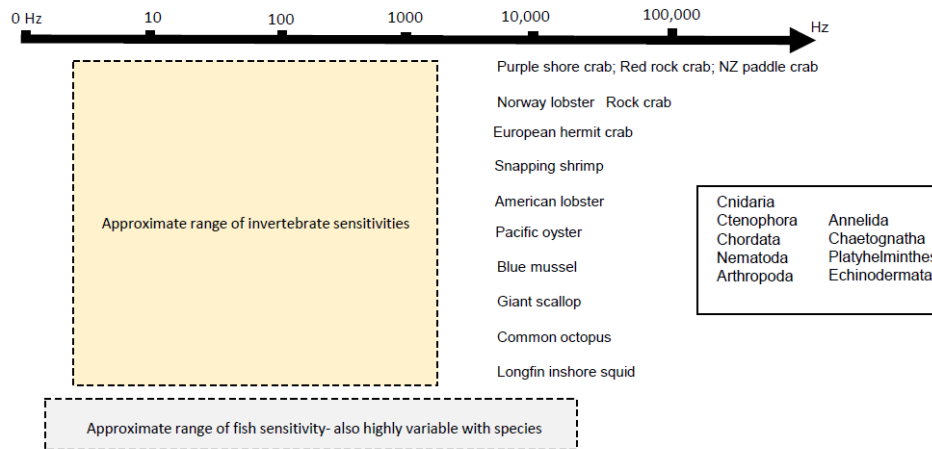 0 Hz 10 100 1000 10,000 100,000 Hz
Purple shore crab; Red rock crab; NZ paddle crab
Norway lobster Rock crab
European hermit crab
Snapping shrimp
American lobster
Pacific oyster
Blue mussel
Giant scallop
Common octopus
Longfin inshore squid
Approximate range of invertebrate sensitivities
Cnidaria
Ctenophora Annelida
Chordata Chaetognatha
Nematoda Platyhelminthes
Arthropoda Echinodermata
Approximate range of fish sensitivity- also highly variable with species